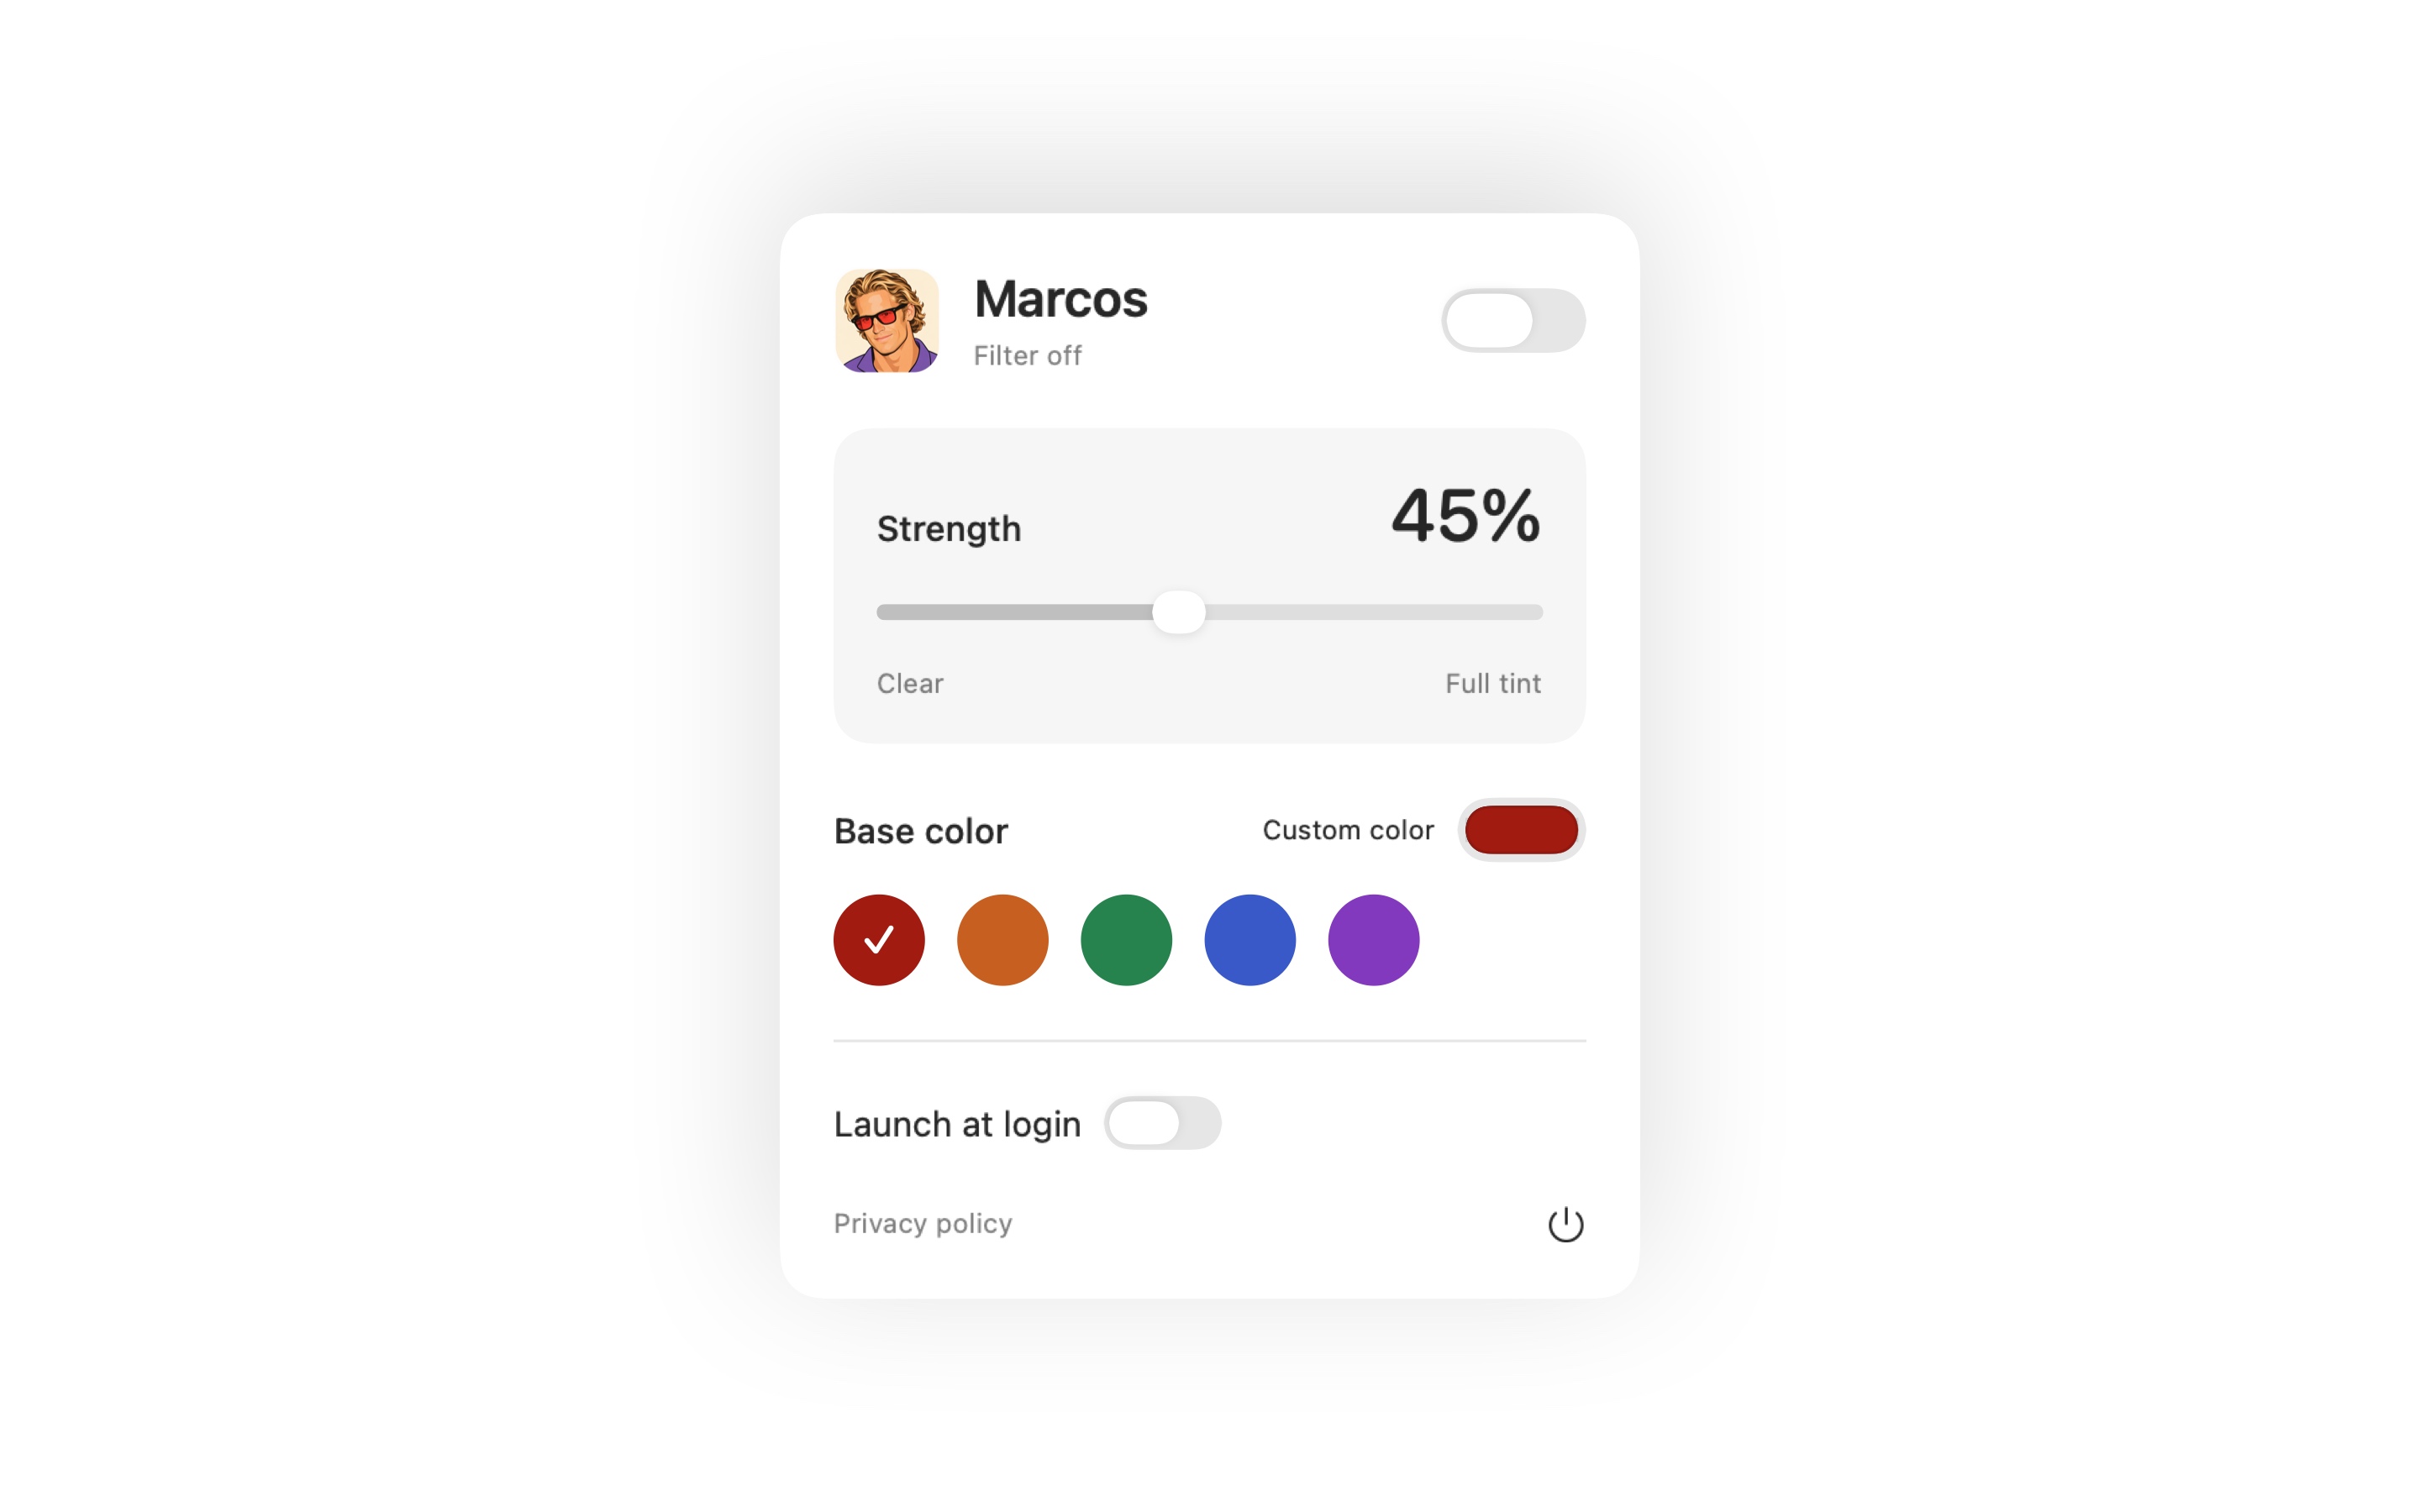 Marcos
Filter off
Strength
45%
Clear
Full tint
Base color
Custom color
Launch at login
Privacy policy